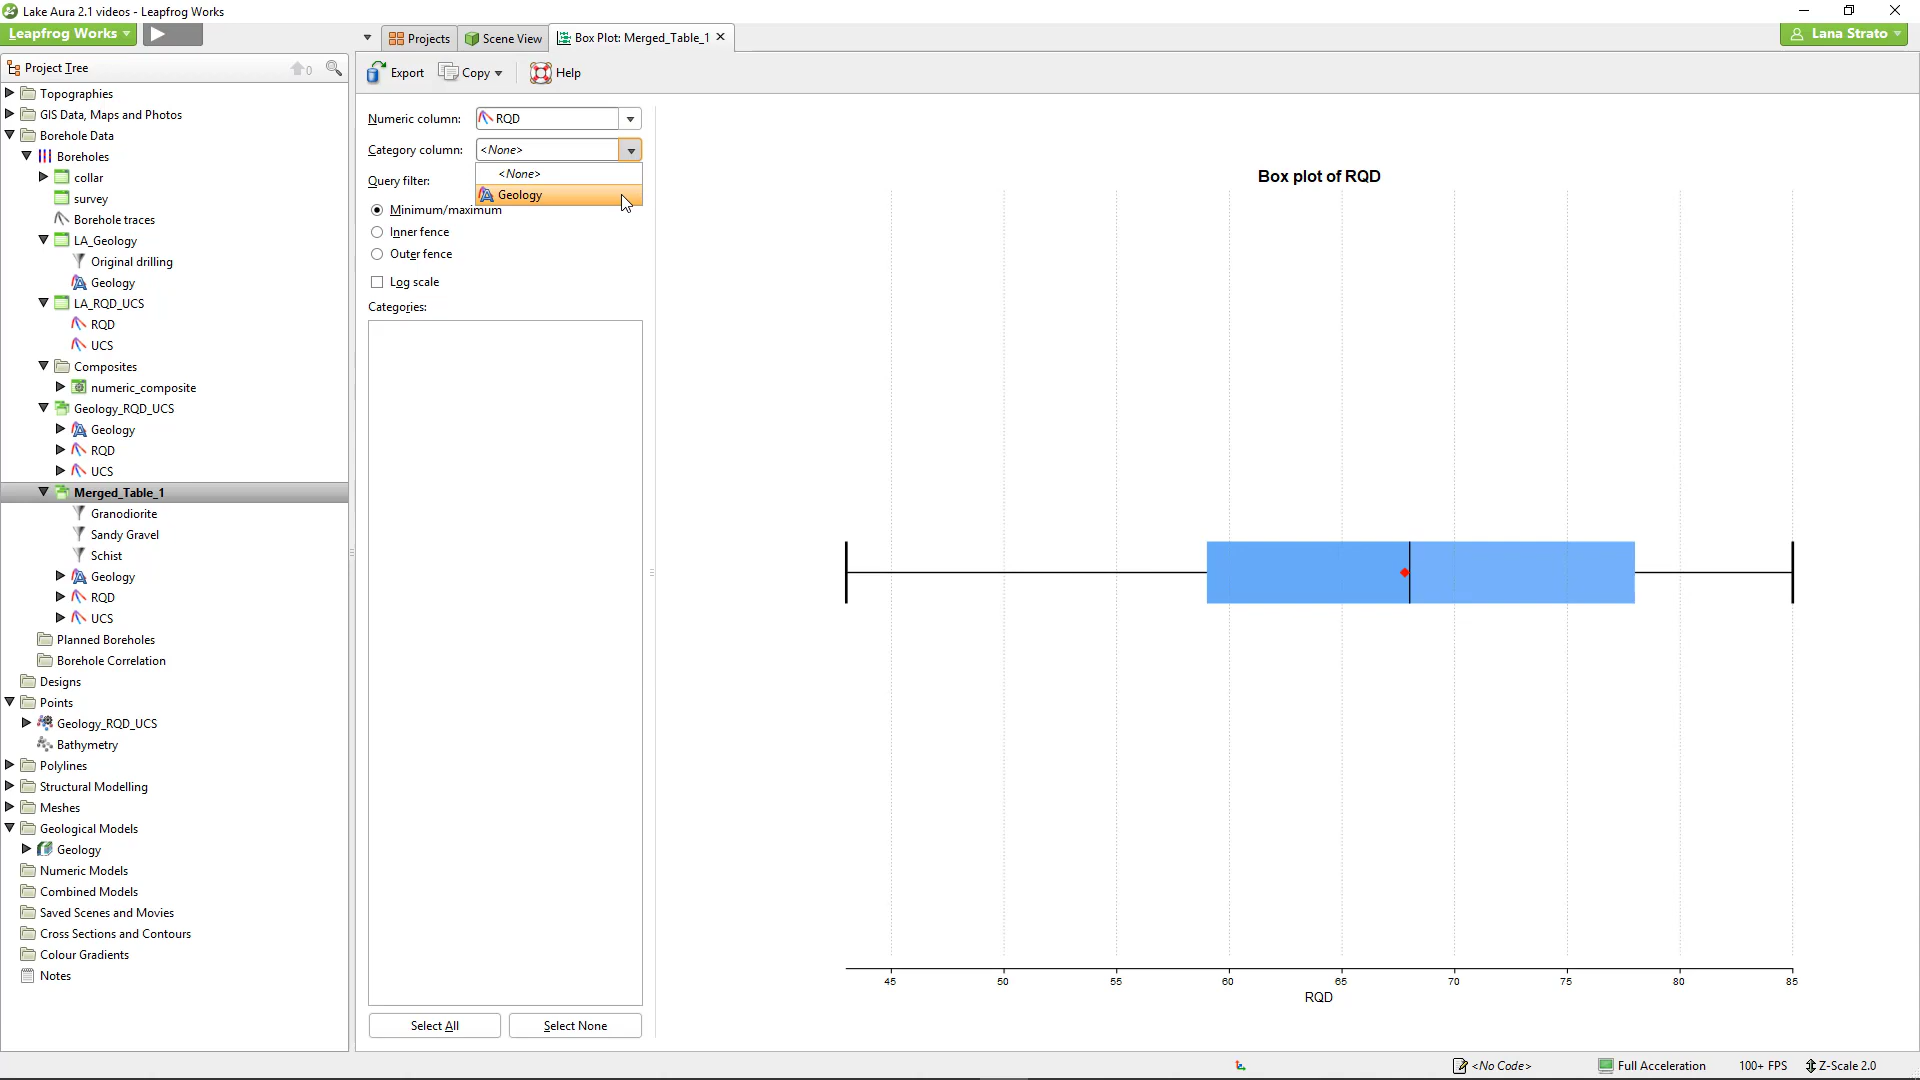 Lake Aura 2.1 videos - Leapfrog Works
Leapfrog Works
Projects
Scene View
Box Plot: Merged_Table_1
Lana Strato
Project Tree
0
Export
Copy
Help
Topographies
GIS Data, Maps and Photos
Borehole Data
Boreholes
collar
survey
Borehole traces
LA_Geology
Original drilling
Geology
LA_RQD_UCS
RQD
UCS
Composites
numeric_composite
Geology_RQD_UCS
Geology
RQD
UCS
Merged_Table_1
Granodiorite
Sandy Gravel
Schist
Geology
RQD
UCS
Planned Boreholes
Borehole Correlation
Designs
Points
Geology_RQD_UCS
Bathymetry
Polylines
Structural Modelling
Meshes
Geological Models
Geology
Numeric Models
Combined Models
Saved Scenes and Movies
Cross Sections and Contours
Colour Gradients
Notes
Numeric column: RQD
Category column: <None>
<None>
Query filter:
Geology
Minimum/maximum
Inner fence
Outer fence
Log scale
Categories:
Select All
Select None
Box plot of RQD
45 50 55 60 65 70 75 80 85
RQD
<No Code>
Full Acceleration
100+ FPS
Z-Scale 2.0